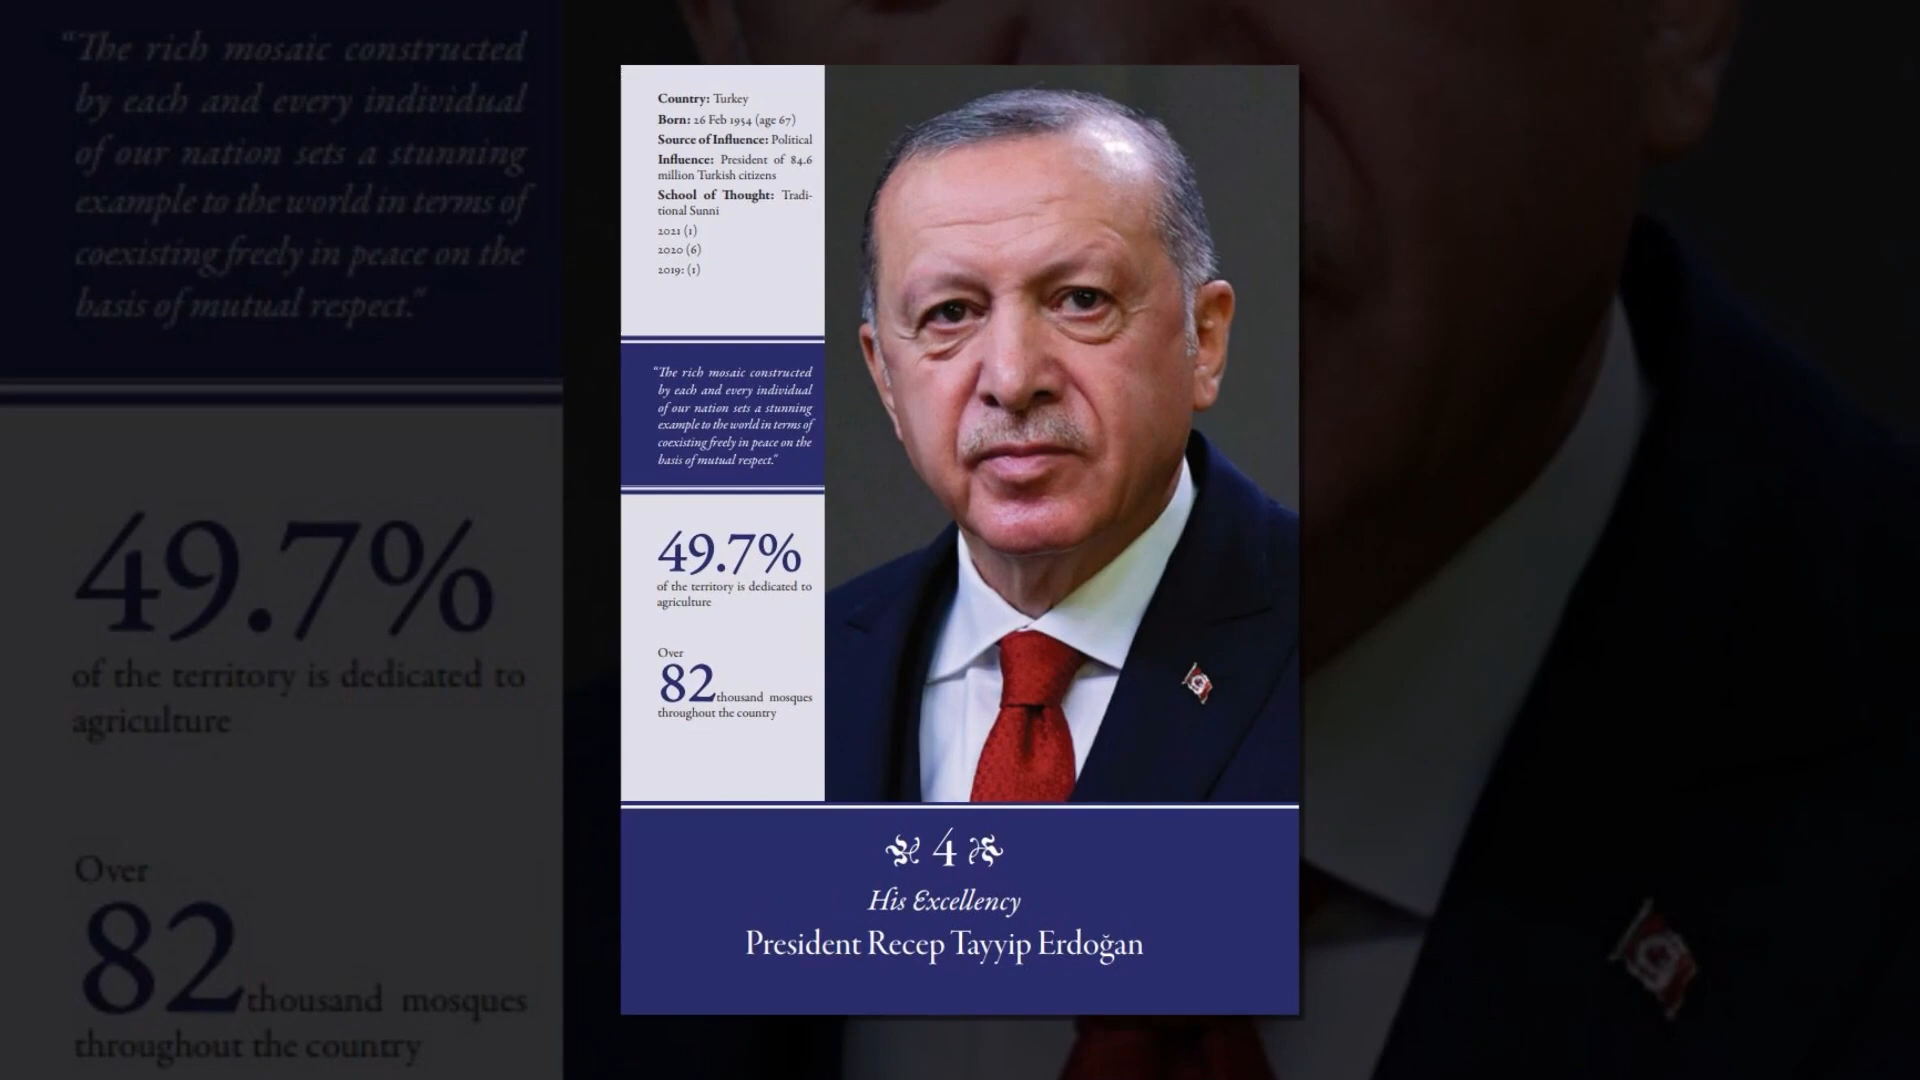 “The rich mosaic constructed
by each and every individual
of our nation sets a stunning
example to the world in terms of
coexisting freely in peace on the
basis of mutual respect.“
49.7%
of the territory is dedicated to
agriculture
Over
82 thousand mosques
throughout the country
Country: Turkey
Born: 26 Feb 1954 (age 67)
Source of Influence: Political
Influence: President of 84.6
million Turkish citizens
School of Thought: Tradi-
tional Sunni
2021 (1)
2020 (6)
2019: (1)
“The rich mosaic constructed
by each and every individual
of our nation sets a stunning
example to the world in terms of
coexisting freely in peace on the
basis of mutual respect.“
49.7%
of the territory is dedicated to
agriculture
Over
82 thousand mosques
throughout the country
4
His Excellency
President Recep Tayyip Erdoğan